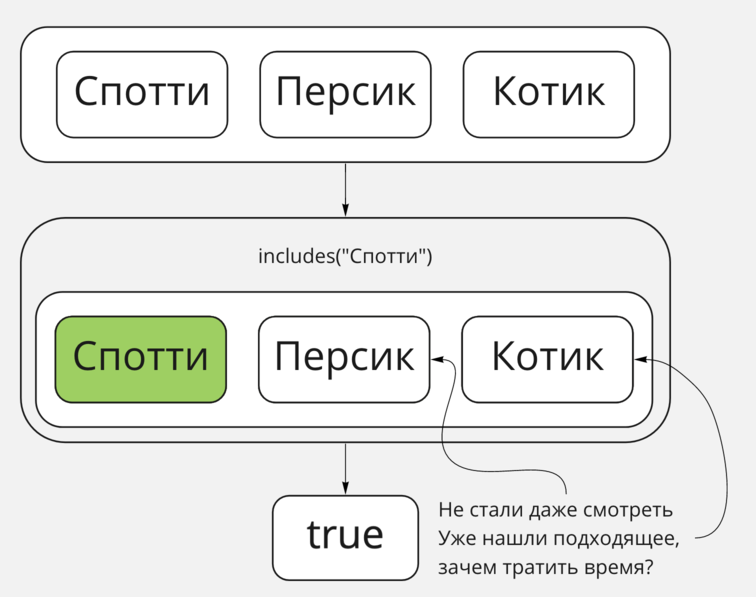 Спотти Персик Котик
includes("Спотти")
Спотти Персик Котик
true
Не стали даже смотреть
Уже нашли подходящее,
зачем тратить время?